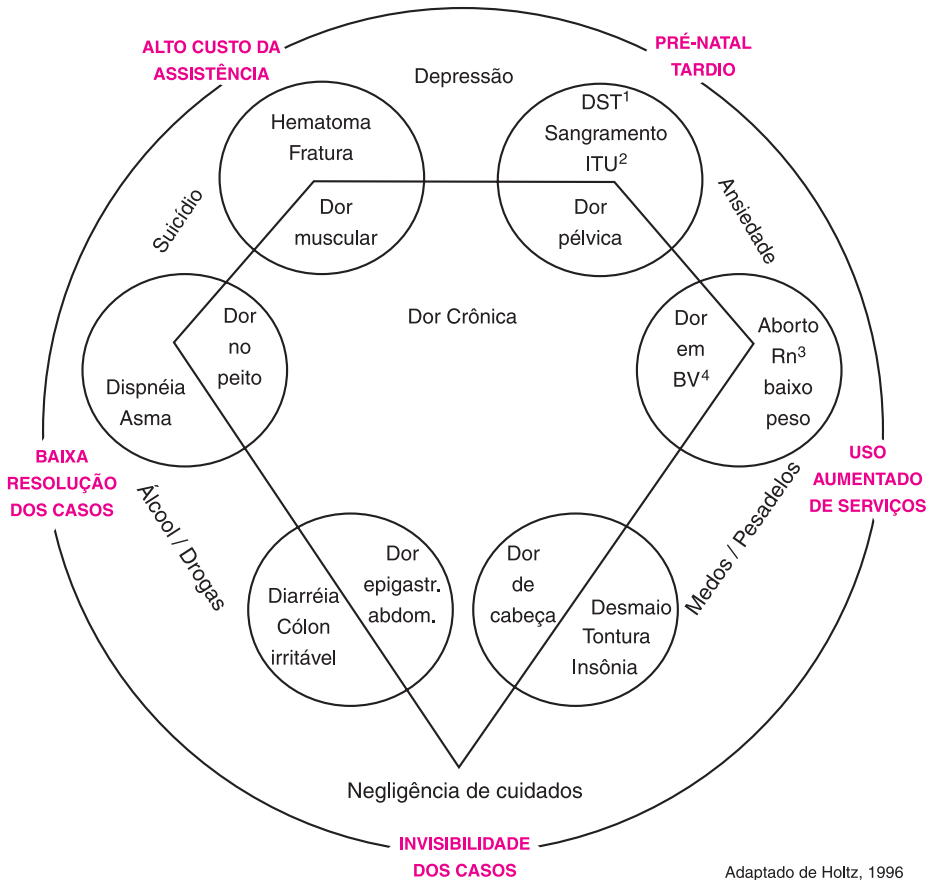 ALTO CUSTO DA
ASSISTÊNCIA
PRÉ-NATAL
TARDIO
Depressão
Hematoma
Fratura
Dor
muscular
DST¹
Sangramento
ITU²
Dor
pélvica
Suicídio
Ansiedade
Dor
no
peito
Dispnéia
Asma
Dor Crônica
Dor
em
BV⁴
Aborto
Rn³
baixo
peso
BAIXA
RESOLUÇÃO
DOS CASOS
USO
AUMENTADO
DE SERVIÇOS
Álcool / Drogas
Medos / Pesadelos
Diarréia
Cólon
irritável
Dor
epigastr.
abdom.
Dor
de
cabeça
Desmaio
Tontura
Insônia
Negligência de cuidados
INVISIBILIDADE
DOS CASOS
Adaptado de Holtz, 1996